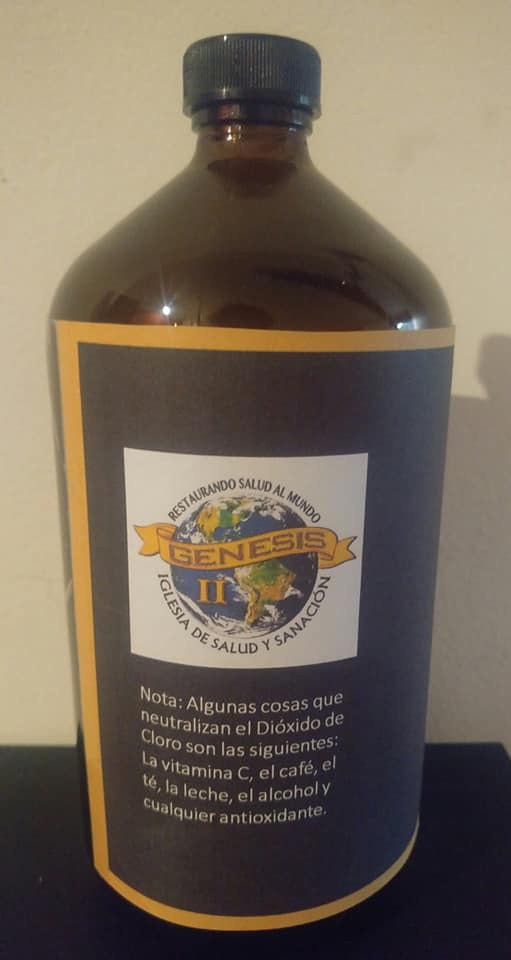 RESTAURANDO SALUD AL MUNDO
GENESIS
II
IGLESIA DE SALUD Y SANACIÓN
Nota: Algunas cosas que
neutralizan el Dióxido de
Cloro son las siguientes:
La vitamina C, el café, el
té, la leche, el alcohol y
cualquier antioxidante.